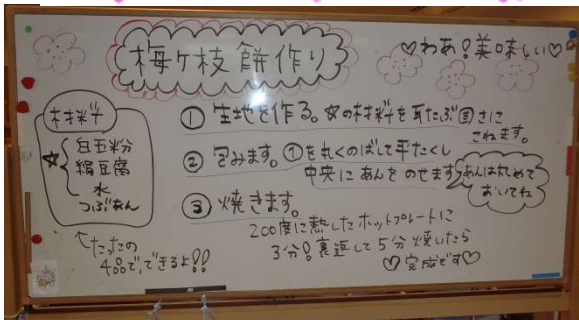 梅ヶ枝餅作り
♡わあ!美味しい♡
材料
☆
白玉粉
絹豆腐
水
つぶあん
←たったの
4品でできるよ!!
① 生地を作る。☆の材料を耳たぶ固さに
こねます。
② 包みます。①を丸くのばして平たくし
中央にあんをのせます
あんは丸めて
おいてね
③ 焼きます。
200度に熱したホットプレートに
3分!裏返して5分焼いたら
♡完成です♡